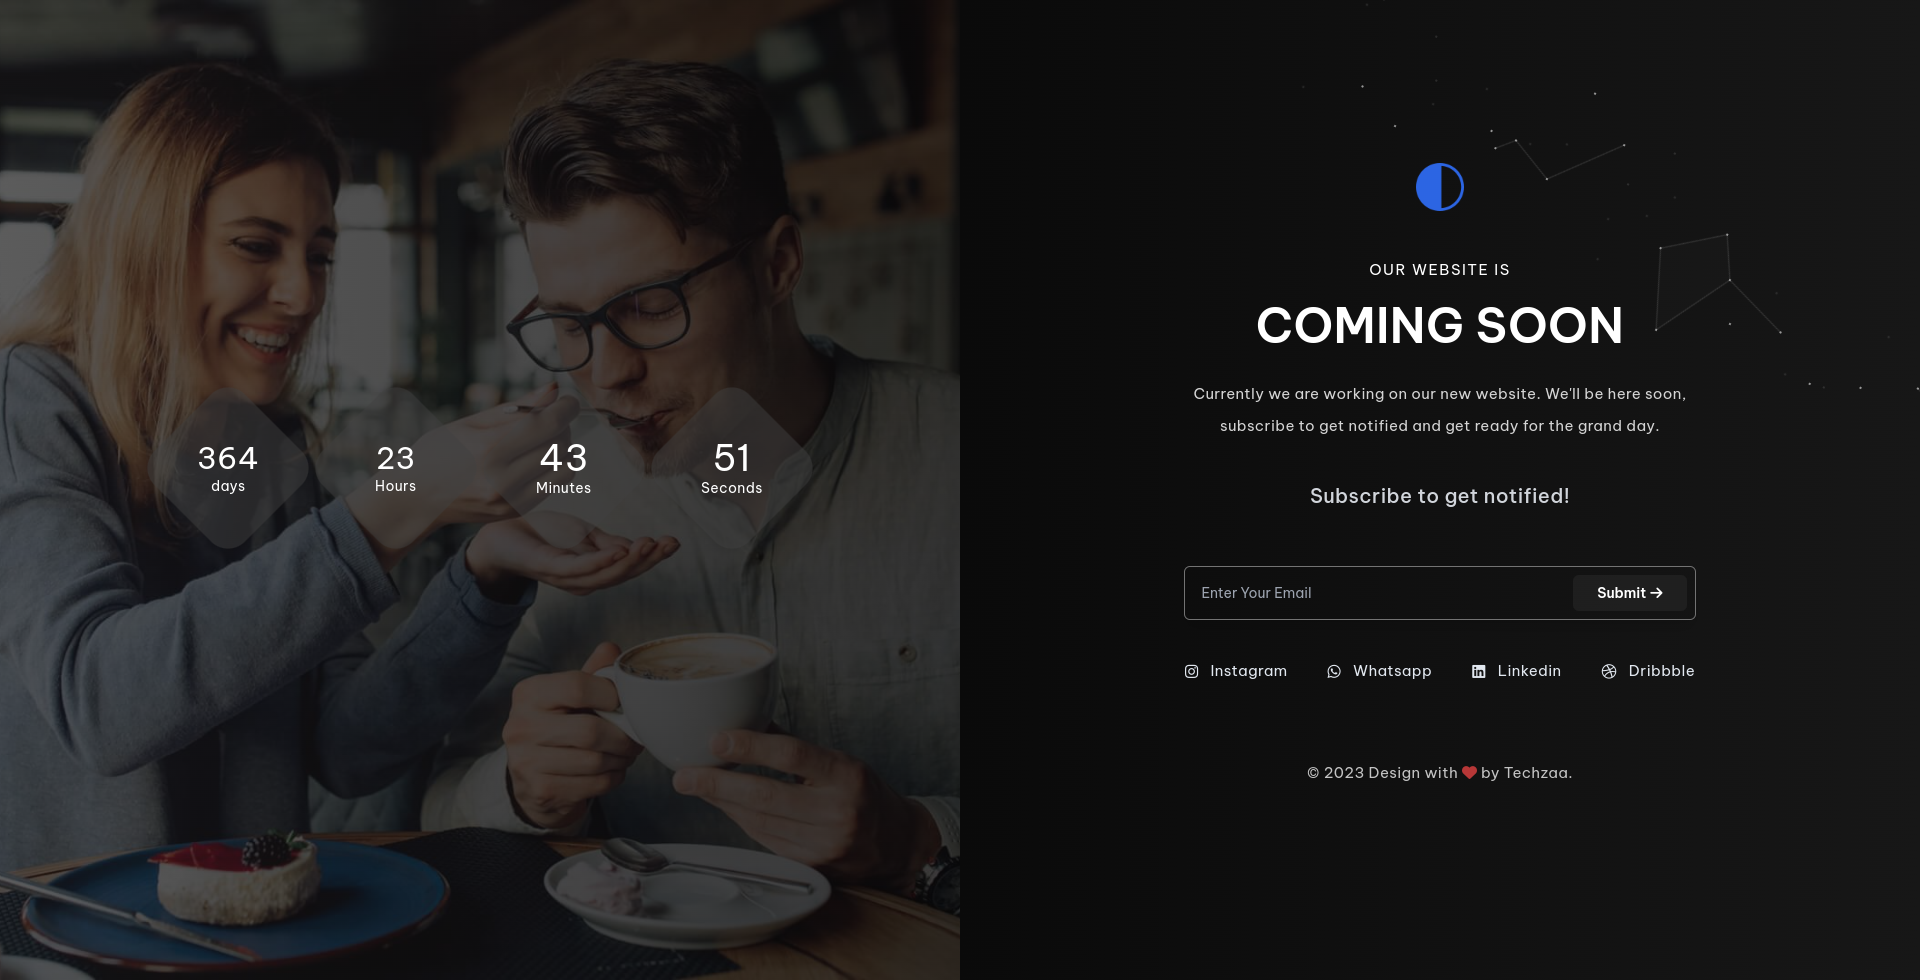 364
days
23
Hours
43
Minutes
51
Seconds
OUR WEBSITE IS
COMING SOON
Currently we are working on our new website. We'll be here soon,
subscribe to get notified and get ready for the grand day.
Subscribe to get notified!
Enter Your Email
Submit →
Instagram
Whatsapp
Linkedin
Dribbble
© 2023 Design with ❤ by Techzaa.